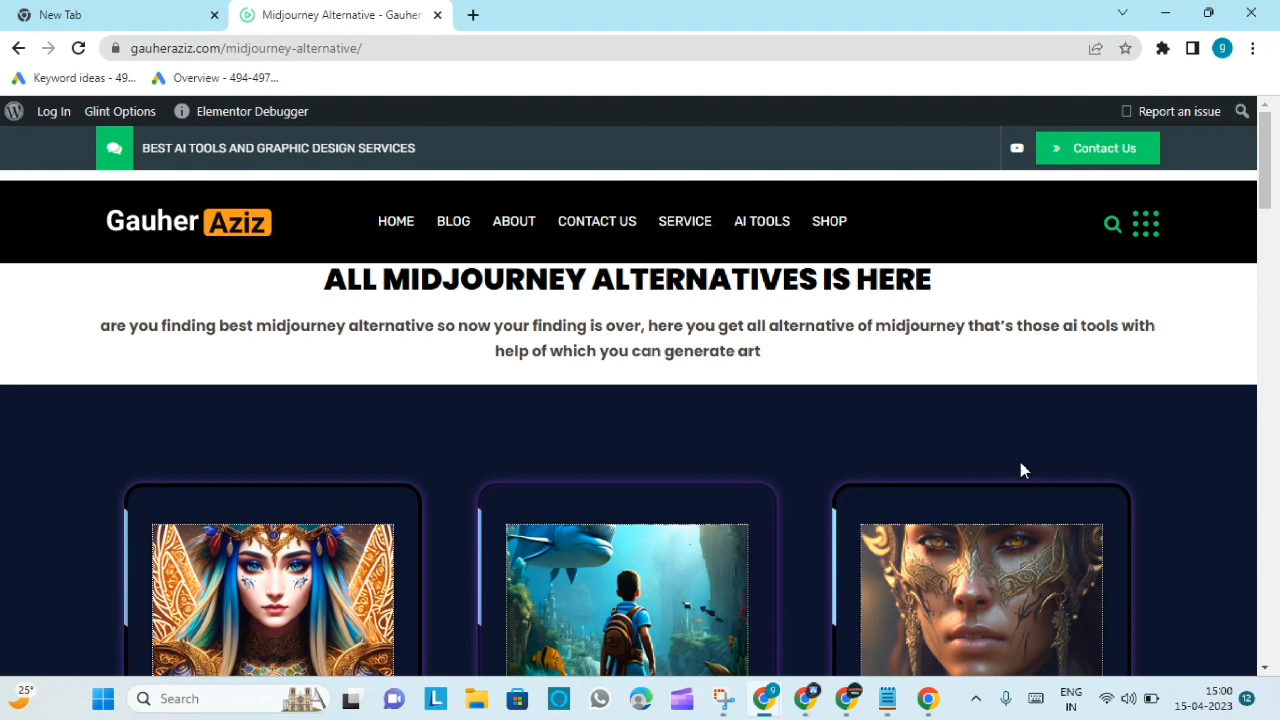 New Tab
Midjourney Alternative - Gauher
gauheraziz.com/midjourney-alternative/
g
Keyword ideas - 49...
Overview - 494-497...
Log In
Glint Options
Elementor Debugger
Report an issue
BEST AI TOOLS AND GRAPHIC DESIGN SERVICES
Contact Us
Gauher Aziz
HOME
BLOG
ABOUT
CONTACT US
SERVICE
AI TOOLS
SHOP
ALL MIDJOURNEY ALTERNATIVES IS HERE
are you finding best midjourney alternative so now your finding is over, here you get all alternative of midjourney that's those ai tools with
help of which you can generate art
25°
Search
L
9
ENG
IN
15:00
15-04-2023
12